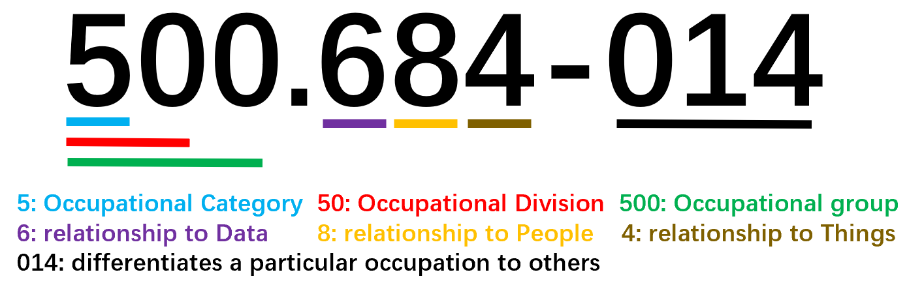 500.684-014
5: Occupational Category 50: Occupational Division 500: Occupational group
6: relationship to Data 8: relationship to People 4: relationship to Things
014: differentiates a particular occupation to others